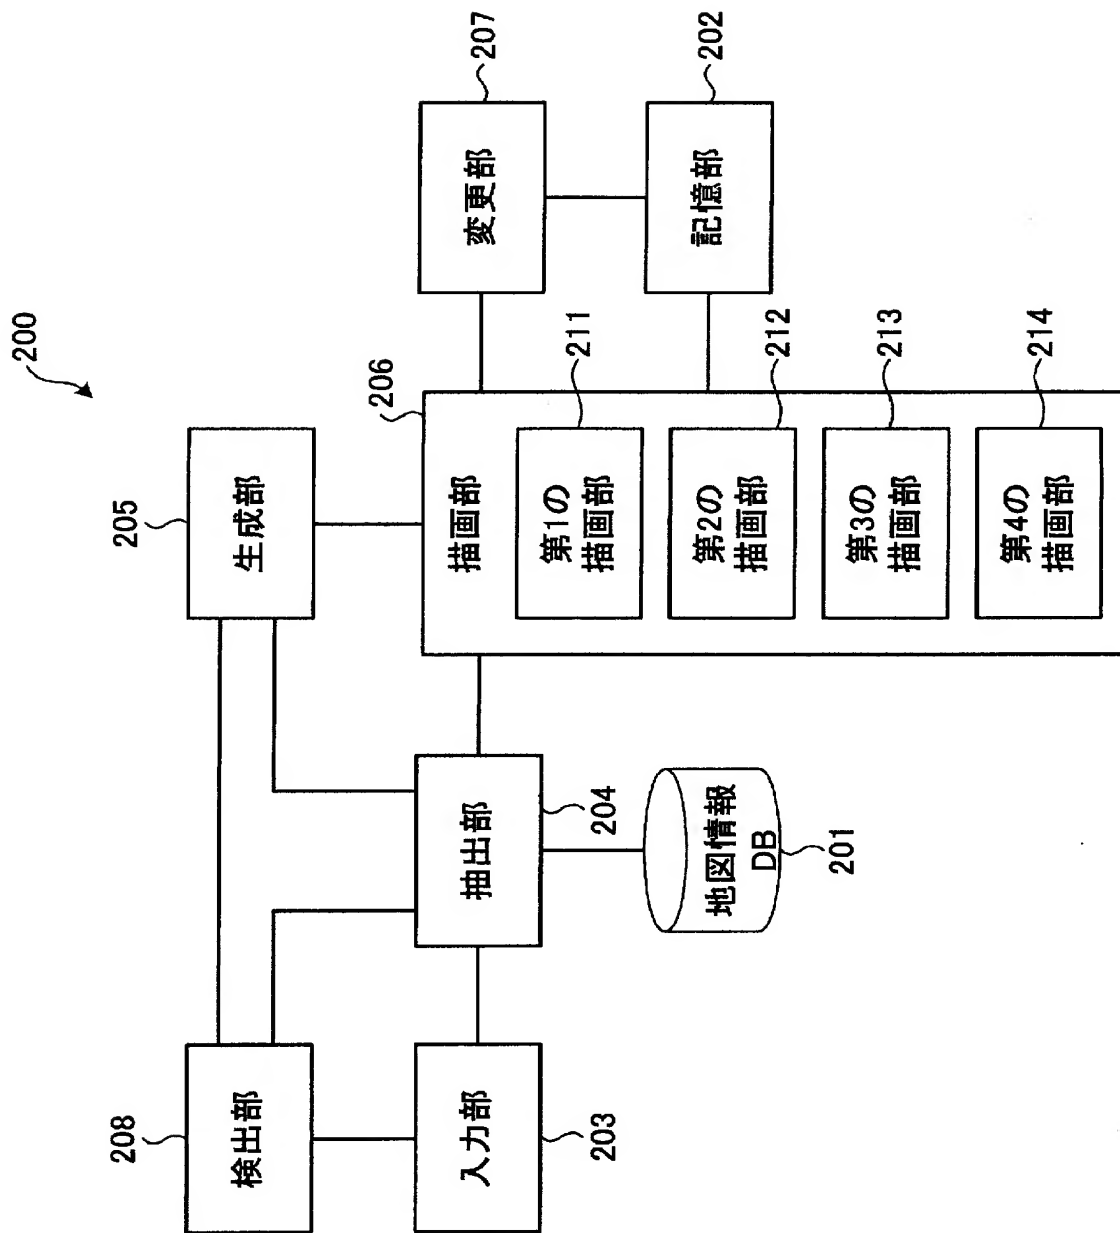 200
208
検出部
205
生成部
入力部
203
抽出部
204
地図情報
DB
201
206
描画部
第1の
描画部
211
第2の
描画部
212
第3の
描画部
213
第4の
描画部
214
変更部
207
記憶部
202